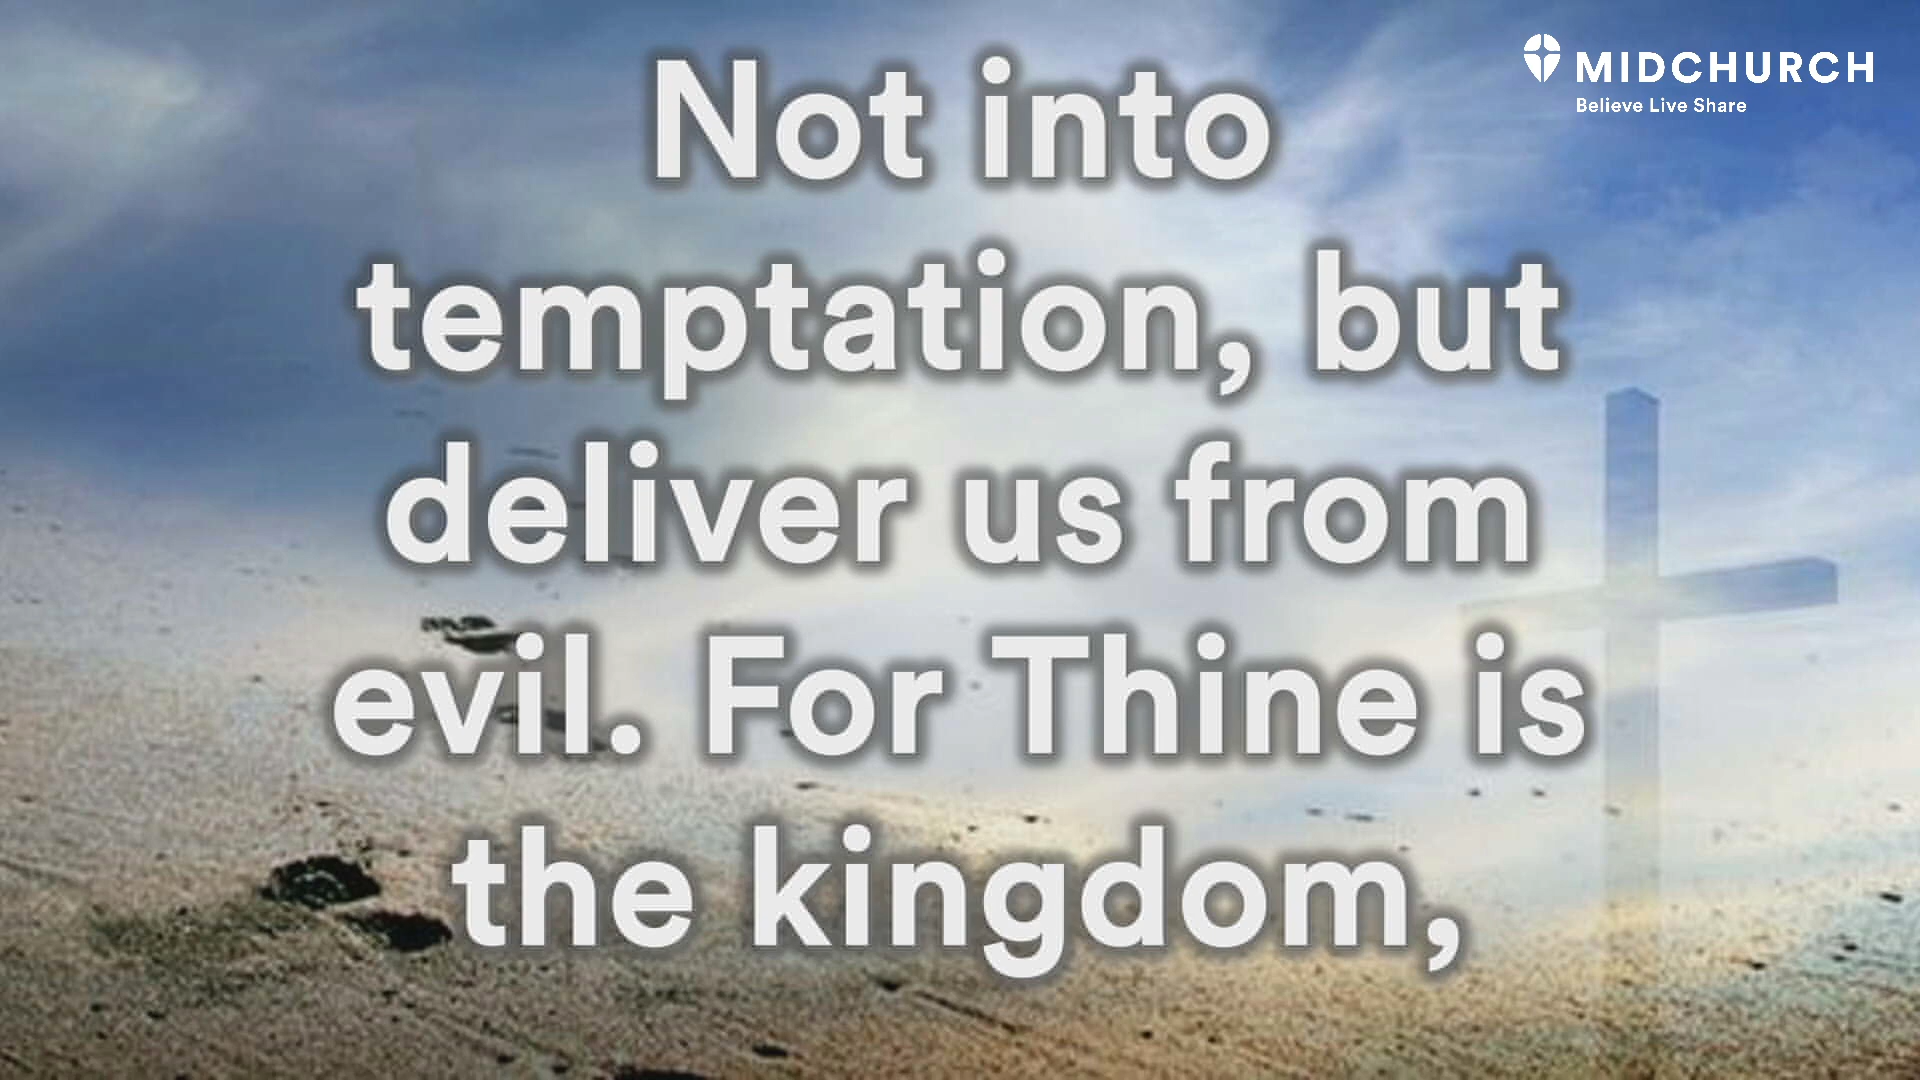 MIDCHURCH
Believe Live Share
Not into
temptation, but
deliver us from
evil. For Thine is
the kingdom,